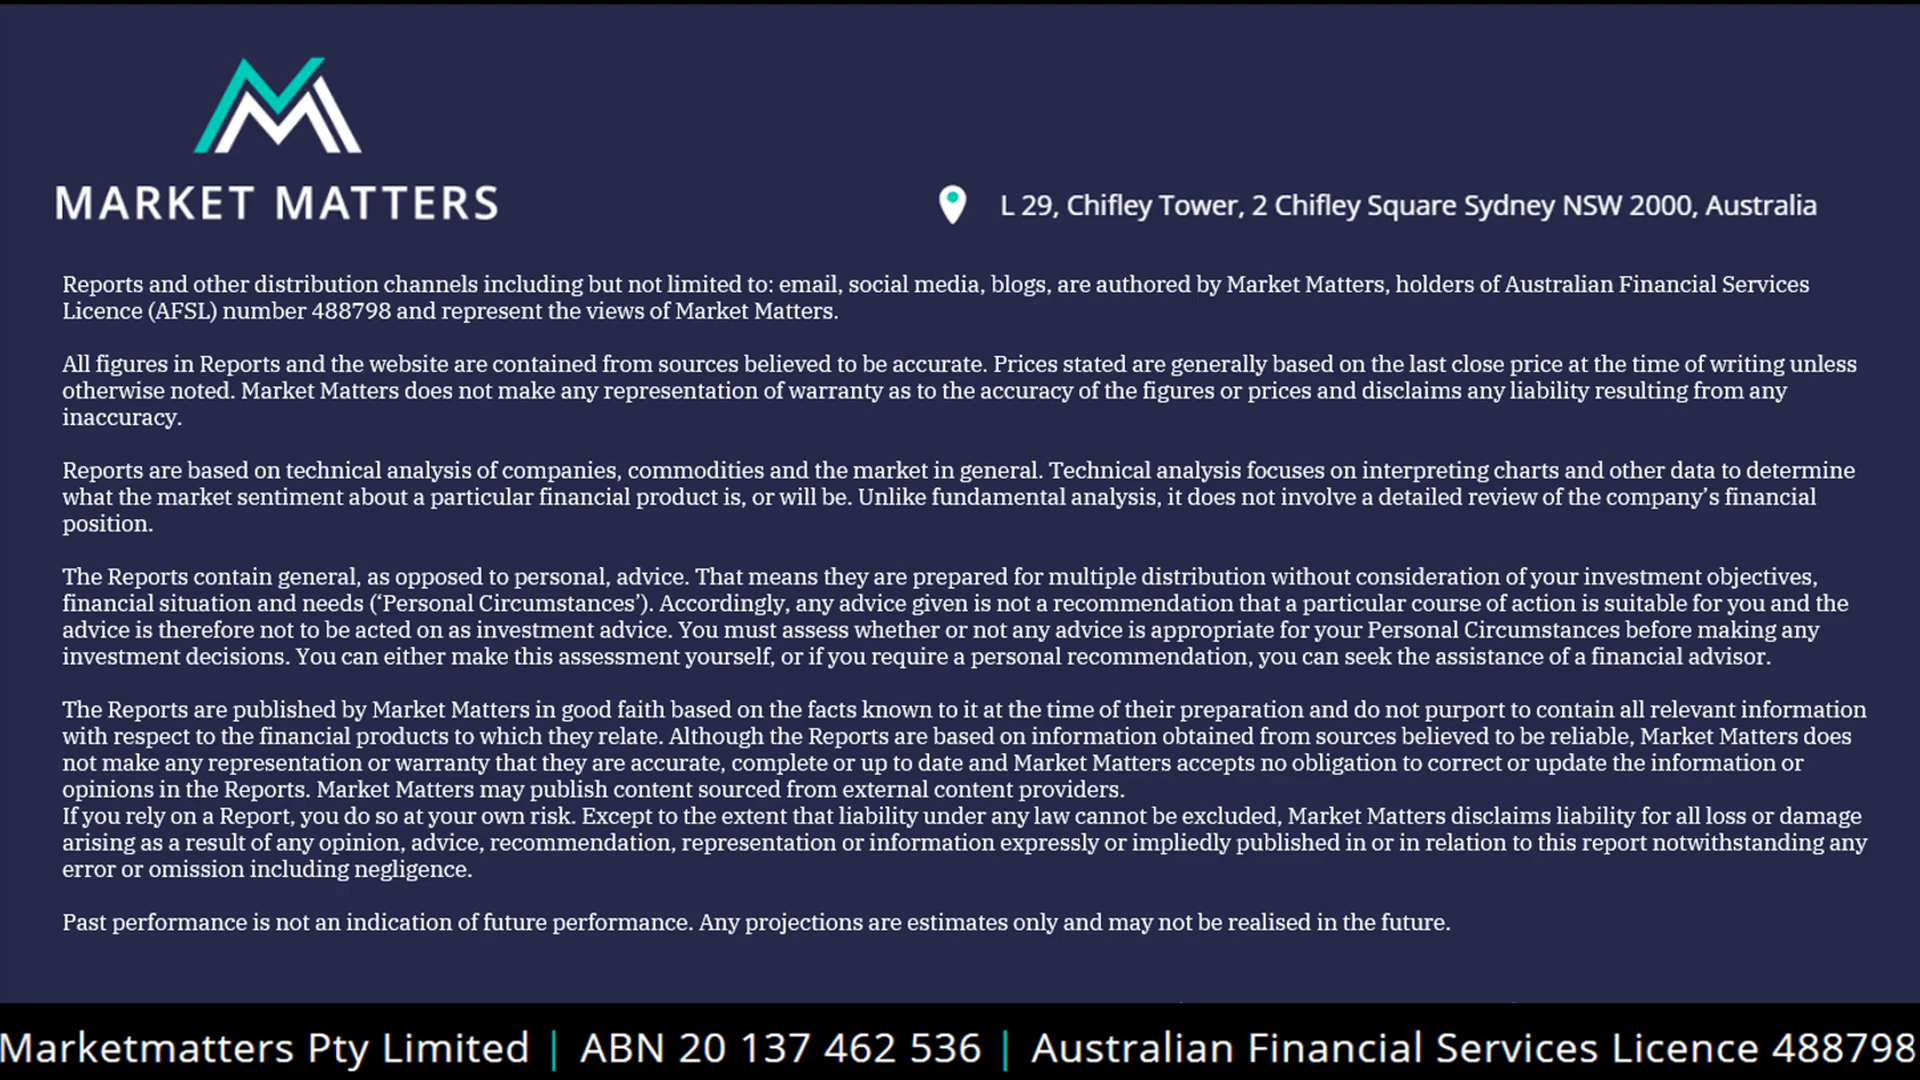 MARKET MATTERS
L 29, Chifley Tower, 2 Chifley Square Sydney NSW 2000, Australia
Reports and other distribution channels including but not limited to: email, social media, blogs, are authored by Market Matters, holders of Australian Financial Services
Licence (AFSL) number 488798 and represent the views of Market Matters.
All figures in Reports and the website are contained from sources believed to be accurate. Prices stated are generally based on the last close price at the time of writing unless
otherwise noted. Market Matters does not make any representation of warranty as to the accuracy of the figures or prices and disclaims any liability resulting from any
inaccuracy.
Reports are based on technical analysis of companies, commodities and the market in general. Technical analysis focuses on interpreting charts and other data to determine
what the market sentiment about a particular financial product is, or will be. Unlike fundamental analysis, it does not involve a detailed review of the company’s financial
position.
The Reports contain general, as opposed to personal, advice. That means they are prepared for multiple distribution without consideration of your investment objectives,
financial situation and needs (‘Personal Circumstances’). Accordingly, any advice given is not a recommendation that a particular course of action is suitable for you and the
advice is therefore not to be acted on as investment advice. You must assess whether or not any advice is appropriate for your Personal Circumstances before making any
investment decisions. You can either make this assessment yourself, or if you require a personal recommendation, you can seek the assistance of a financial advisor.
The Reports are published by Market Matters in good faith based on the facts known to it at the time of their preparation and do not purport to contain all relevant information
with respect to the financial products to which they relate. Although the Reports are based on information obtained from sources believed to be reliable, Market Matters does
not make any representation or warranty that they are accurate, complete or up to date and Market Matters accepts no obligation to correct or update the information or
opinions in the Reports. Market Matters may publish content sourced from external content providers.
If you rely on a Report, you do so at your own risk. Except to the extent that liability under any law cannot be excluded, Market Matters disclaims liability for all loss or damage
arising as a result of any opinion, advice, recommendation, representation or information expressly or impliedly published in or in relation to this report notwithstanding any
error or omission including negligence.
Past performance is not an indication of future performance. Any projections are estimates only and may not be realised in the future.
Marketmatters Pty Limited | ABN 20 137 462 536 | Australian Financial Services Licence 488798